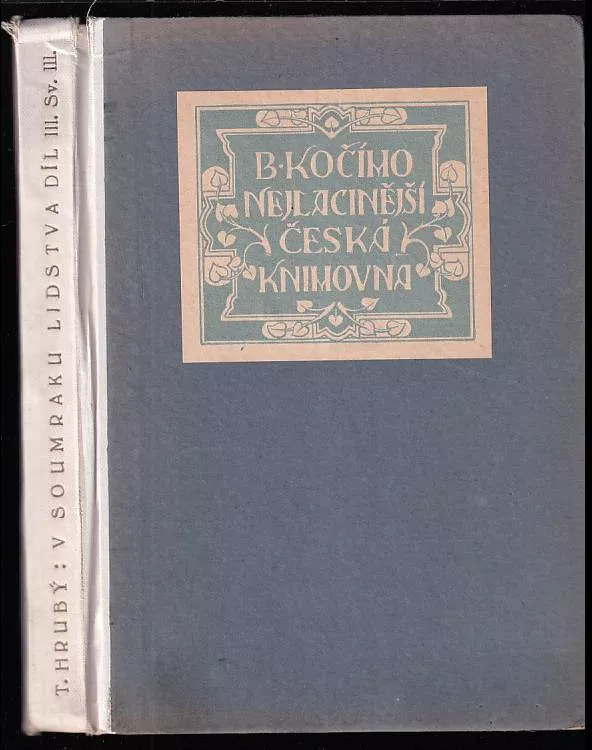 T. HRUBÝ: V SOUMRAKU LIDSTVA DÍL III. Sv. III.
B·KOČÍHO
NEJLACINĚJŠÍ
ČESKÁ
KNIHOVNA